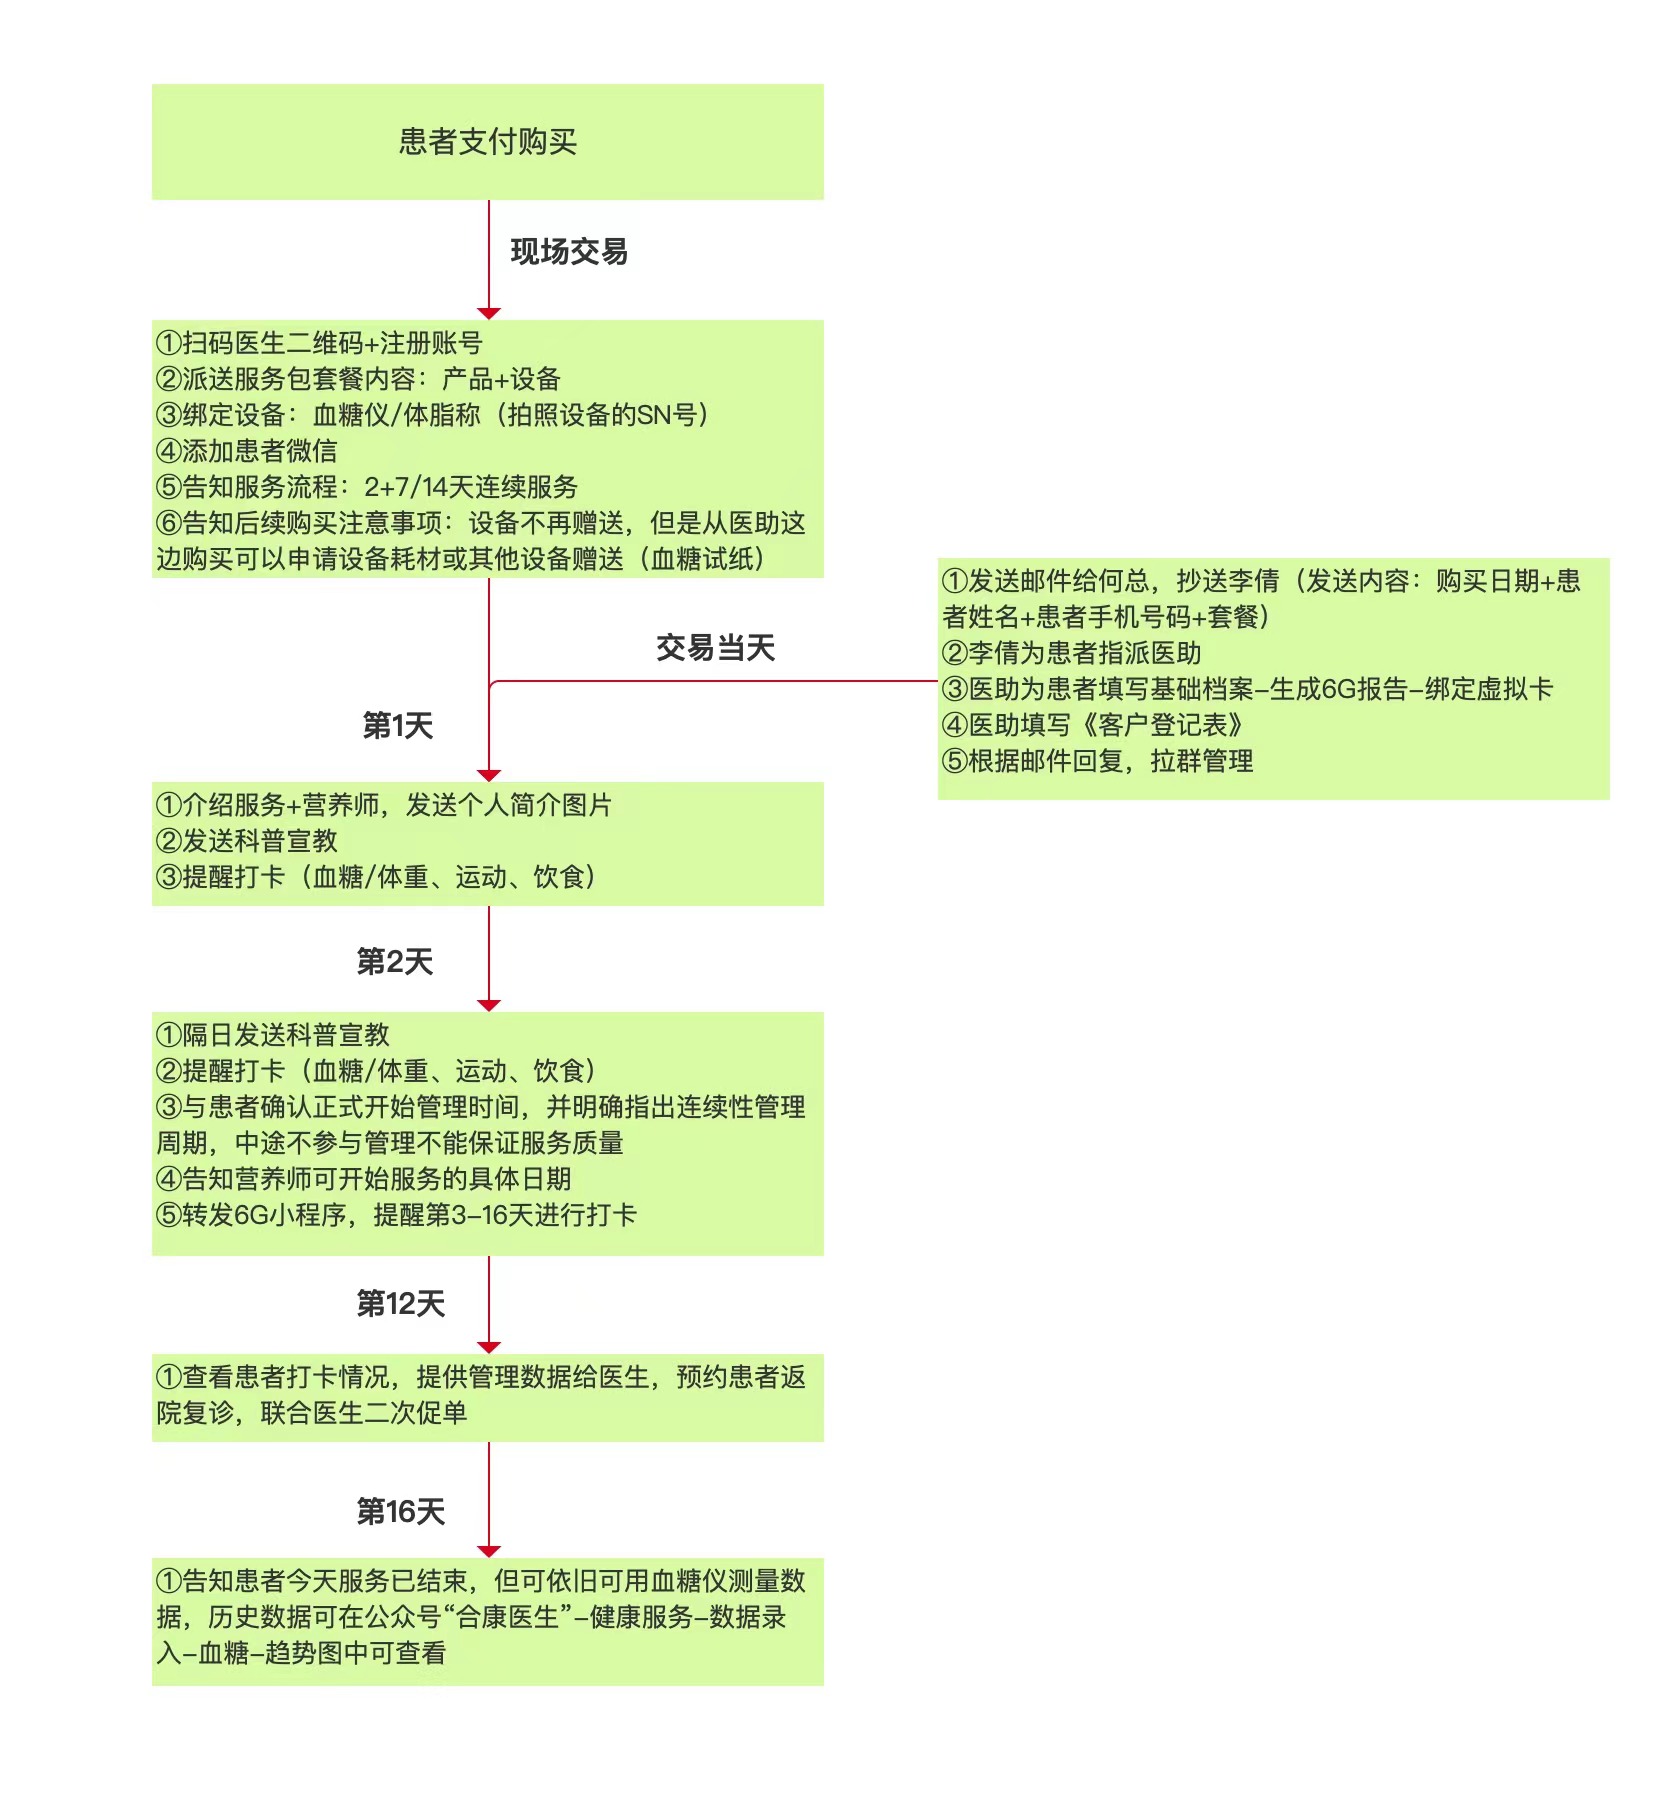 患者支付购买
现场交易
①扫码医生二维码+注册账号
②派送服务包套餐内容：产品+设备
③绑定设备：血糖仪/体脂称（拍照设备的SN号）
④添加患者微信
⑤告知服务流程：2+7/14天连续服务
⑥告知后续购买注意事项：设备不再赠送，但是从医助这
边购买可以申请设备耗材或其他设备赠送（血糖试纸）
①发送邮件给何总，抄送李倩（发送内容：购买日期+患
者姓名+患者手机号码+套餐）
②李倩为患者指派医助
③医助为患者填写基础档案–生成6G报告–绑定虚拟卡
④医助填写《客户登记表》
⑤根据邮件回复，拉群管理
交易当天
第1天
①介绍服务+营养师，发送个人简介图片
②发送科普宣教
③提醒打卡（血糖/体重、运动、饮食）
第2天
①隔日发送科普宣教
②提醒打卡（血糖/体重、运动、饮食）
③与患者确认正式开始管理时间，并明确指出连续性管理
周期，中途不参与管理不能保证服务质量
④告知营养师可开始服务的具体日期
⑤转发6G小程序，提醒第3–16天进行打卡
第12天
①查看患者打卡情况，提供管理数据给医生，预约患者返
院复诊，联合医生二次促单
第16天
①告知患者今天服务已结束，但可依旧可用血糖仪测量数
据，历史数据可在公众号“合康医生”–健康服务–数据录
入–血糖–趋势图中可查看